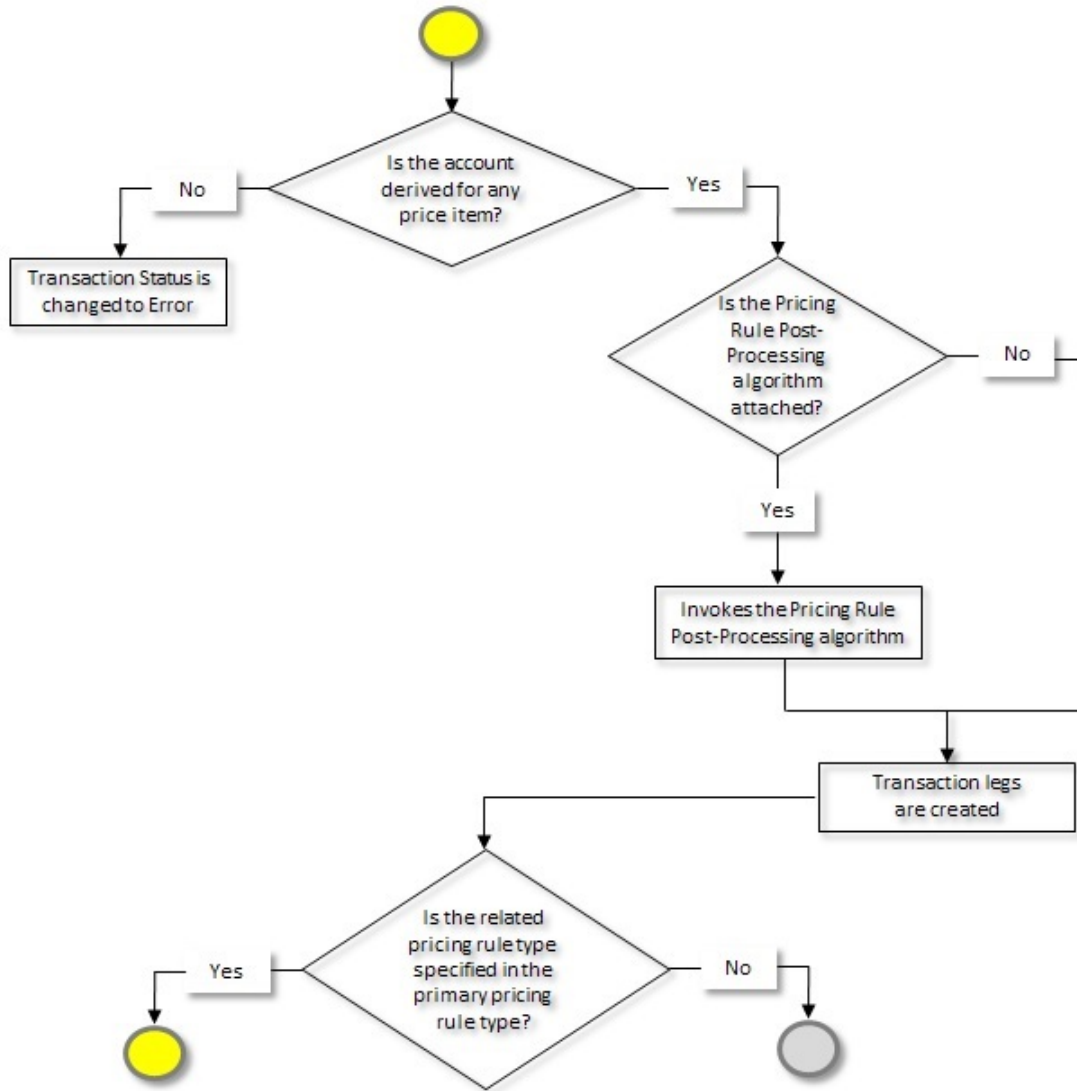 Is the account
derived for any
price item?
No
Yes
Transaction Status is
changed to Error
Is the Pricing
Rule Post-
Processing
algorithm
attached?
No
Yes
Invokes the Pricing Rule
Post-Processing algorithm
Transaction legs
are created
Is the related
pricing rule type
specified in the
primary pricing
rule type?
Yes
No